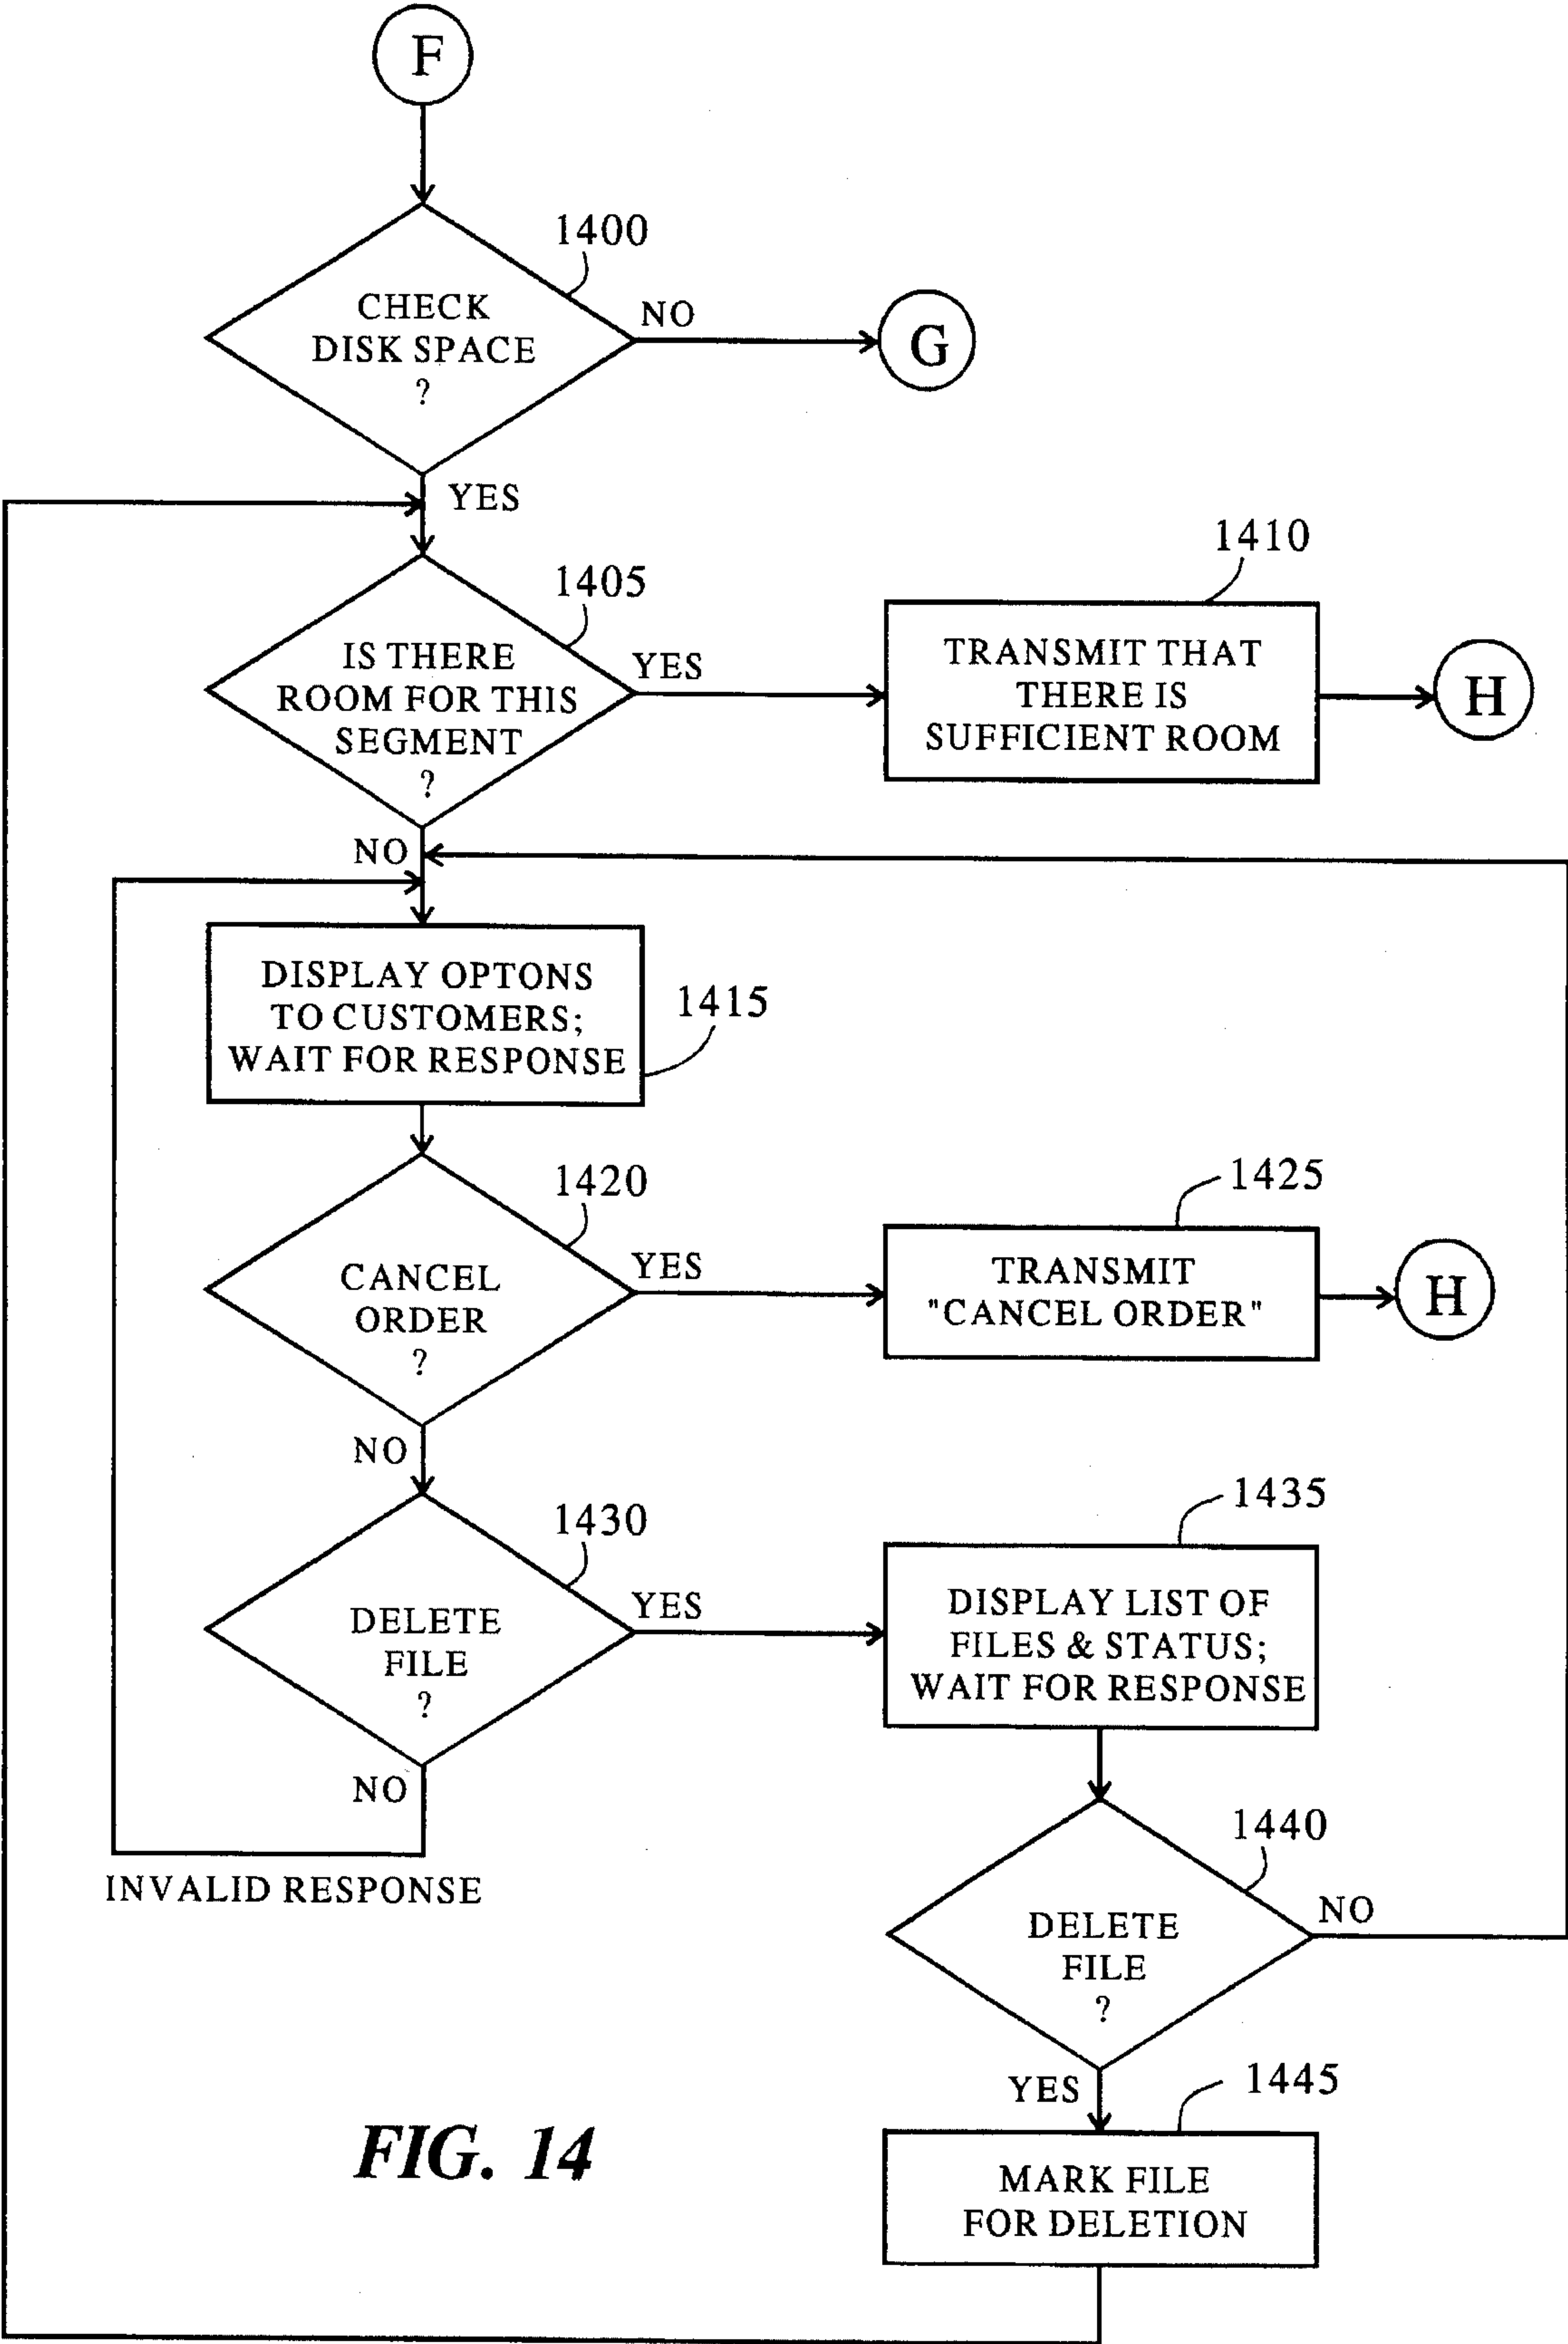 F
1400
CHECK
DISK SPACE
?
NO
G
YES
1405
IS THERE
ROOM FOR THIS
SEGMENT
?
YES
1410
TRANSMIT THAT
THERE IS
SUFFICIENT ROOM
H
NO
DISPLAY OPTONS
TO CUSTOMERS;
WAIT FOR RESPONSE
1415
1420
CANCEL
ORDER
?
YES
1425
TRANSMIT
"CANCEL ORDER"
H
NO
1430
DELETE
FILE
?
YES
1435
DISPLAY LIST OF
FILES & STATUS;
WAIT FOR RESPONSE
NO
INVALID RESPONSE
1440
DELETE
FILE
?
NO
YES
1445
MARK FILE
FOR DELETION
FIG. 14